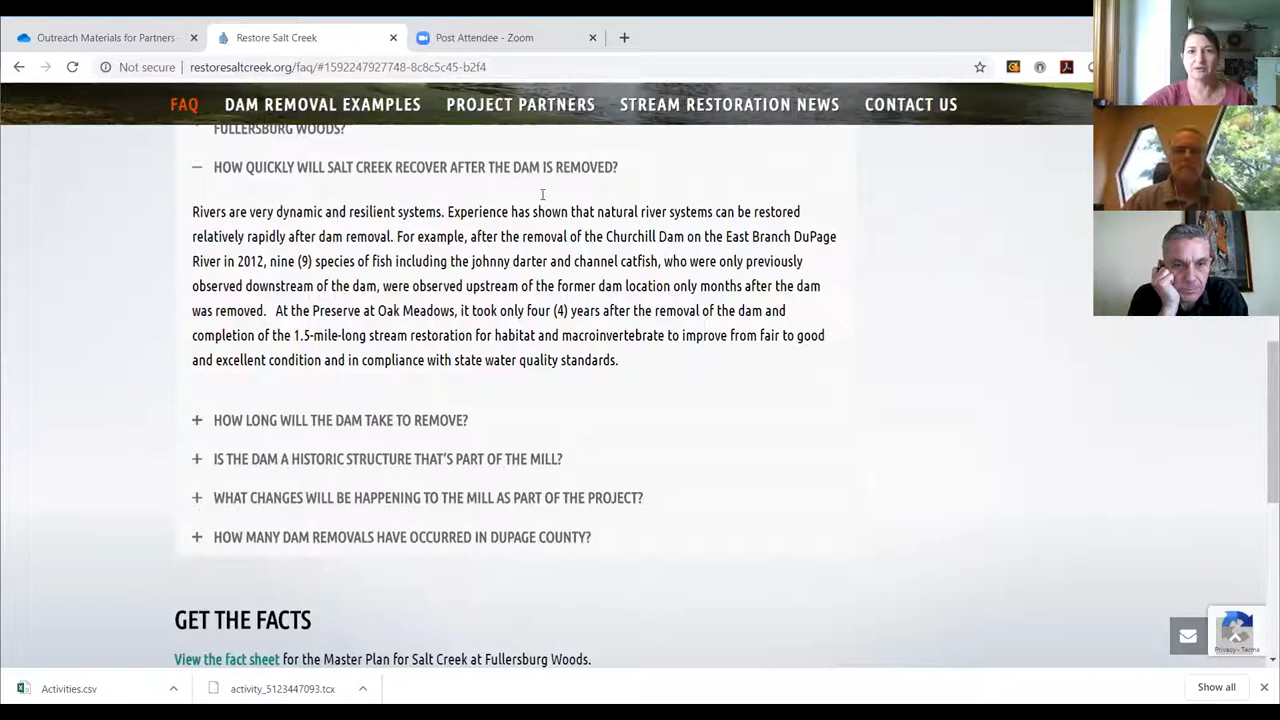 Outreach Materials for Partners
Restore Salt Creek
Post Attendee - Zoom
Not secure
restoresaltcreek.org/faq/#1592247927748-8c8c5c45-b2f4
FAQ DAM REMOVAL EXAMPLES PROJECT PARTNERS STREAM RESTORATION NEWS CONTACT US
FULLERSBURG WOODS?
HOW QUICKLY WILL SALT CREEK RECOVER AFTER THE DAM IS REMOVED?
Rivers are very dynamic and resilient systems. Experience has shown that natural river systems can be restored
relatively rapidly after dam removal. For example, after the removal of the Churchill Dam on the East Branch DuPage
River in 2012, nine (9) species of fish including the johnny darter and channel catfish, who were only previously
observed downstream of the dam, were observed upstream of the former dam location only months after the dam
was removed. At the Preserve at Oak Meadows, it took only four (4) years after the removal of the dam and
completion of the 1.5-mile-long stream restoration for habitat and macroinvertebrate to improve from fair to good
and excellent condition and in compliance with state water quality standards.
+ HOW LONG WILL THE DAM TAKE TO REMOVE?
+ IS THE DAM A HISTORIC STRUCTURE THAT'S PART OF THE MILL?
+ WHAT CHANGES WILL BE HAPPENING TO THE MILL AS PART OF THE PROJECT?
+ HOW MANY DAM REMOVALS HAVE OCCURRED IN DUPAGE COUNTY?
GET THE FACTS
View the fact sheet for the Master Plan for Salt Creek at Fullersburg Woods.
Privacy - Terms
Activities.csv
activity_5123447093.tcx
Show all